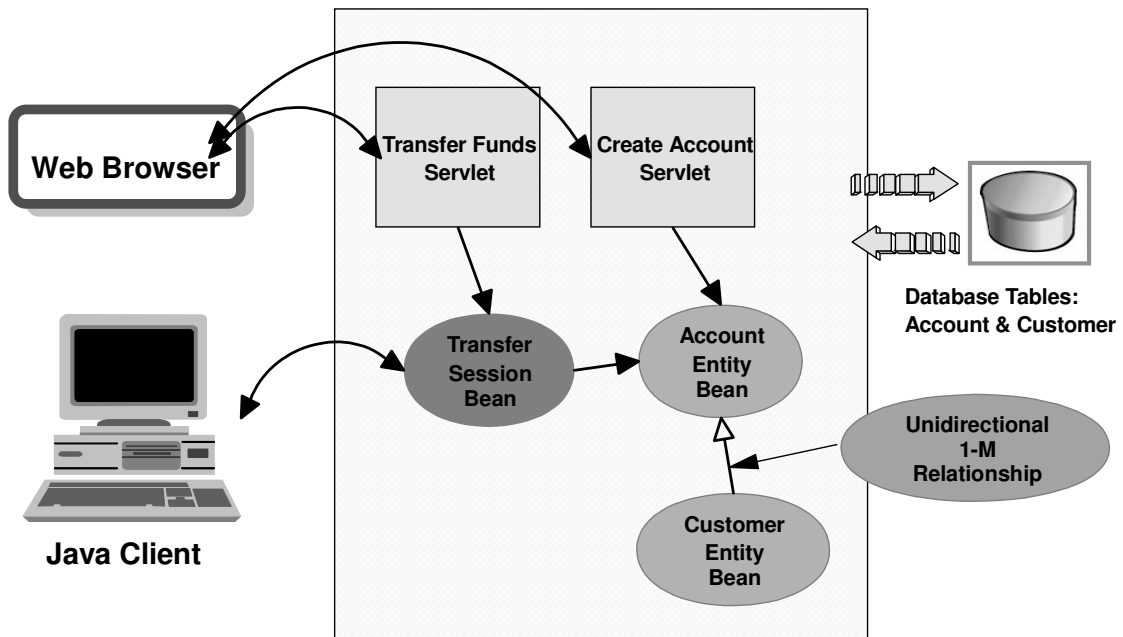 Web Browser
Transfer Funds
Servlet
Create Account
Servlet
Database Tables:
Account & Customer
Transfer
Session
Bean
Account
Entity
Bean
Unidirectional
1-M
Relationship
Customer
Entity
Bean
Java Client